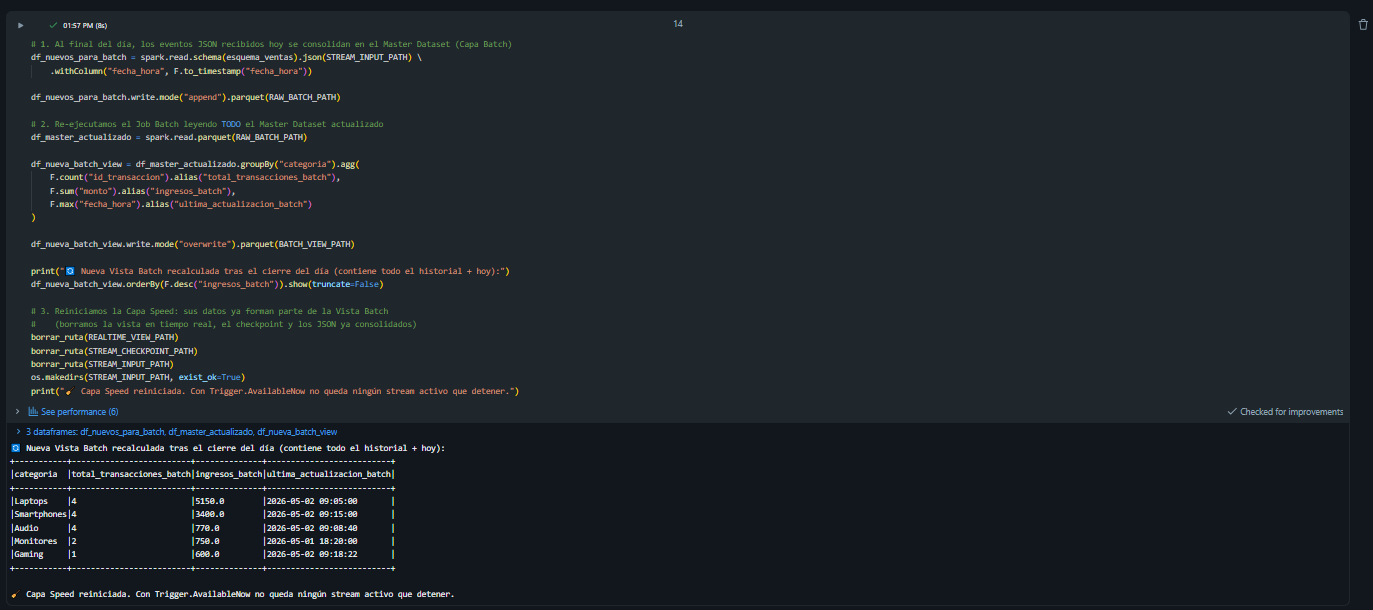 01:57 PM (8s)
14
# 1. Al final del día, los eventos JSON recibidos hoy se consolidan en el Master Dataset (Capa Batch)
df_nuevos_para_batch = spark.read.schema(esquema_ventas).json(STREAM_INPUT_PATH) \
.withColumn("fecha_hora", F.to_timestamp("fecha_hora"))
df_nuevos_para_batch.write.mode("append").parquet(RAW_BATCH_PATH)
# 2. Re-ejecutamos el Job Batch leyendo TODO el Master Dataset actualizado
df_master_actualizado = spark.read.parquet(RAW_BATCH_PATH)
df_nueva_batch_view = df_master_actualizado.groupBy("categoria").agg(
F.count("id_transaccion").alias("total_transacciones_batch"),
F.sum("monto").alias("ingresos_batch"),
F.max("fecha_hora").alias("ultima_actualizacion_batch")
)
df_nueva_batch_view.write.mode("overwrite").parquet(BATCH_VIEW_PATH)
print("⚙️ Nueva Vista Batch recalculada tras el cierre del día (contiene todo el historial + hoy):")
df_nueva_batch_view.orderBy(F.desc("ingresos_batch")).show(truncate=False)
# 3. Reiniciamos la Capa Speed: sus datos ya forman parte de la Vista Batch
#    (borramos la vista en tiempo real, el checkpoint y los JSON ya consolidados)
borrar_ruta(REALTIME_VIEW_PATH)
borrar_ruta(STREAM_CHECKPOINT_PATH)
borrar_ruta(STREAM_INPUT_PATH)
os.makedirs(STREAM_INPUT_PATH, exist_ok=True)
print("🧹 Capa Speed reiniciada. Con Trigger.AvailableNow no queda ningún stream activo que detener.")
See performance (6)
Checked for improvements
3 dataframes: df_nuevos_para_batch, df_master_actualizado, df_nueva_batch_view
Nueva Vista Batch recalculada tras el cierre del día (contiene todo el historial + hoy):
+-----------+-------------------------+--------------+--------------------------+
|categoria  |total_transacciones_batch|ingresos_batch|ultima_actualizacion_batch|
+-----------+-------------------------+--------------+--------------------------+
|Laptops    |4                        |5150.0        |2026-05-02 09:05:00       |
|Smartphones|4                        |3400.0        |2026-05-02 09:15:00       |
|Audio      |4                        |770.0         |2026-05-02 09:08:40       |
|Monitores  |2                        |750.0         |2026-05-01 18:20:00       |
|Gaming     |1                        |600.0         |2026-05-02 09:18:22       |
+-----------+-------------------------+--------------+--------------------------+
🧹 Capa Speed reiniciada. Con Trigger.AvailableNow no queda ningún stream activo que detener.